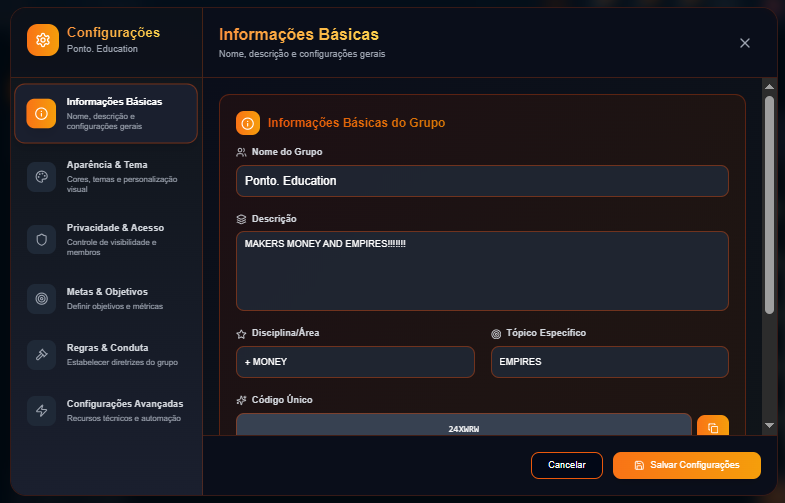 Configurações
Ponto. Education
Informações Básicas
Nome, descrição e
configurações gerais
Aparência & Tema
Cores, temas e personalização
visual
Privacidade & Acesso
Controle de visibilidade e
membros
Metas & Objetivos
Definir objetivos e métricas
Regras & Conduta
Estabelecer diretrizes do grupo
Configurações Avançadas
Recursos técnicos e automação
Informações Básicas
Nome, descrição e configurações gerais
Informações Básicas do Grupo
Nome do Grupo
Ponto. Education
Descrição
MAKERS MONEY AND EMPIRES!!!!!!!
Disciplina/Área
Tópico Específico
+ MONEY
EMPIRES
Código Único
24XWRW
Cancelar
Salvar Configurações